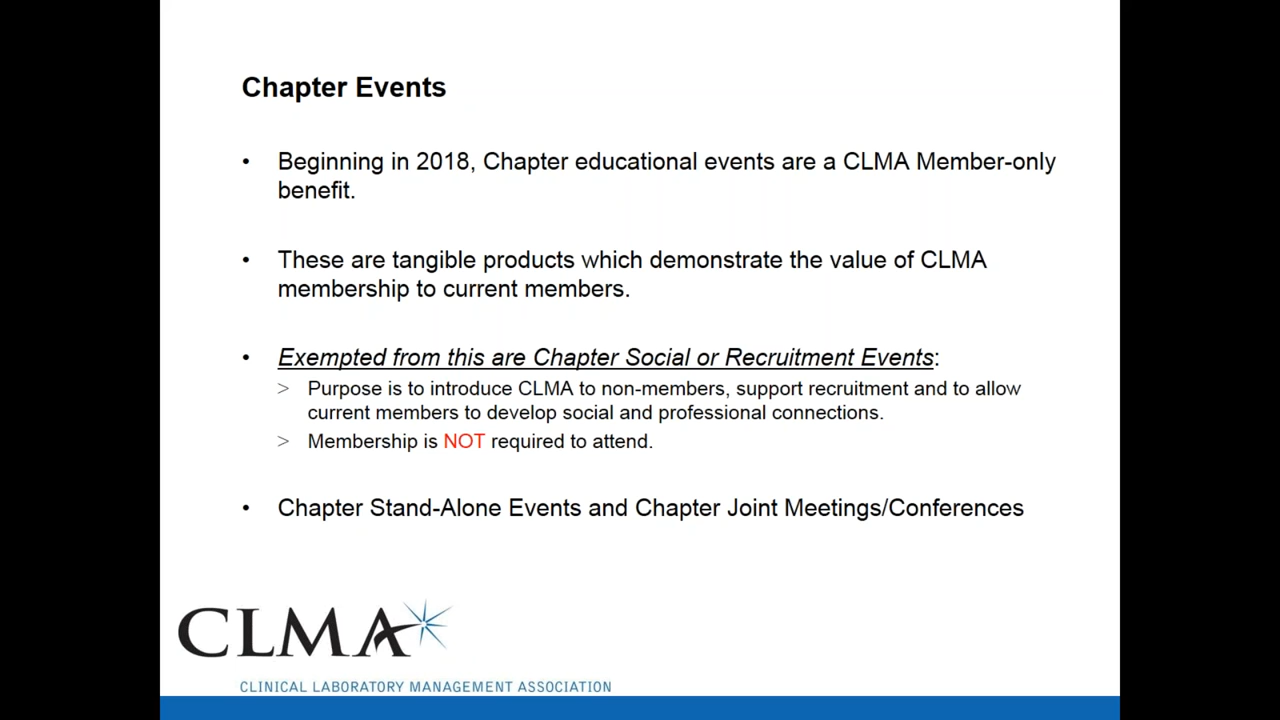 Chapter Events
• Beginning in 2018, Chapter educational events are a CLMA Member-only
benefit.
• These are tangible products which demonstrate the value of CLMA
membership to current members.
• Exempted from this are Chapter Social or Recruitment Events:
> Purpose is to introduce CLMA to non-members, support recruitment and to allow
current members to develop social and professional connections.
> Membership is NOT required to attend.
• Chapter Stand-Alone Events and Chapter Joint Meetings/Conferences
CLMA
CLINICAL LABORATORY MANAGEMENT ASSOCIATION